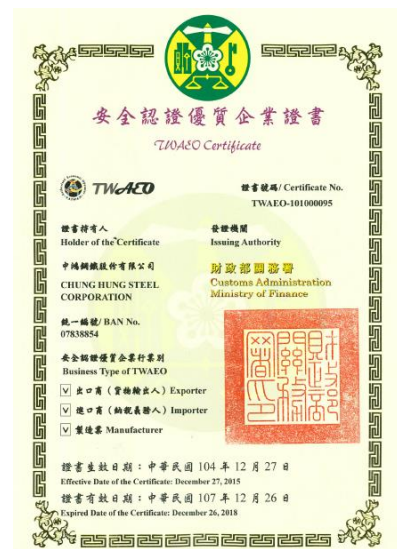 安全認證優質企業證書
TWAEO Certificate
TWAEO
證書號碼/ Certificate No.
TWAEO-101000095
證書持有人
Holder of the Certificate
發證機關
Issuing Authority
中鴻鋼鐵股份有限公司
CHUNG HUNG STEEL
CORPORATION
財政部關務署
Customs Administration
Ministry of Finance
統一編號/ BAN No.
07838854
安全認證優質企業行業別
Business Type of TWAEO
V 出口商（貨物輸出人）Exporter
V 進口商（納稅義務人）Importer
V 製造業 Manufacturer
財政部
關務
署印
證書生效日期：中華民國 104 年 12 月 27 日
Effective Date of the Certificate: December 27, 2015
證書有效日期：中華民國 107 年 12 月 26 日
Expired Date of the Certificate: December 26, 2018